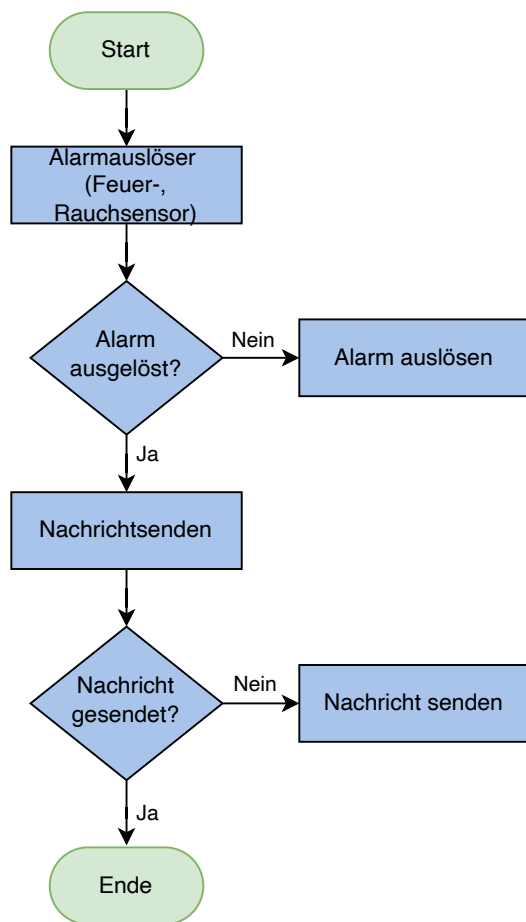 Start
Alarmauslöser
(Feuer-,
Rauchsensor)
Alarm
ausgelöst?
Nein
Alarm auslösen
Ja
Nachrichtsenden
Nachricht
gesendet?
Nein
Nachricht senden
Ja
Ende